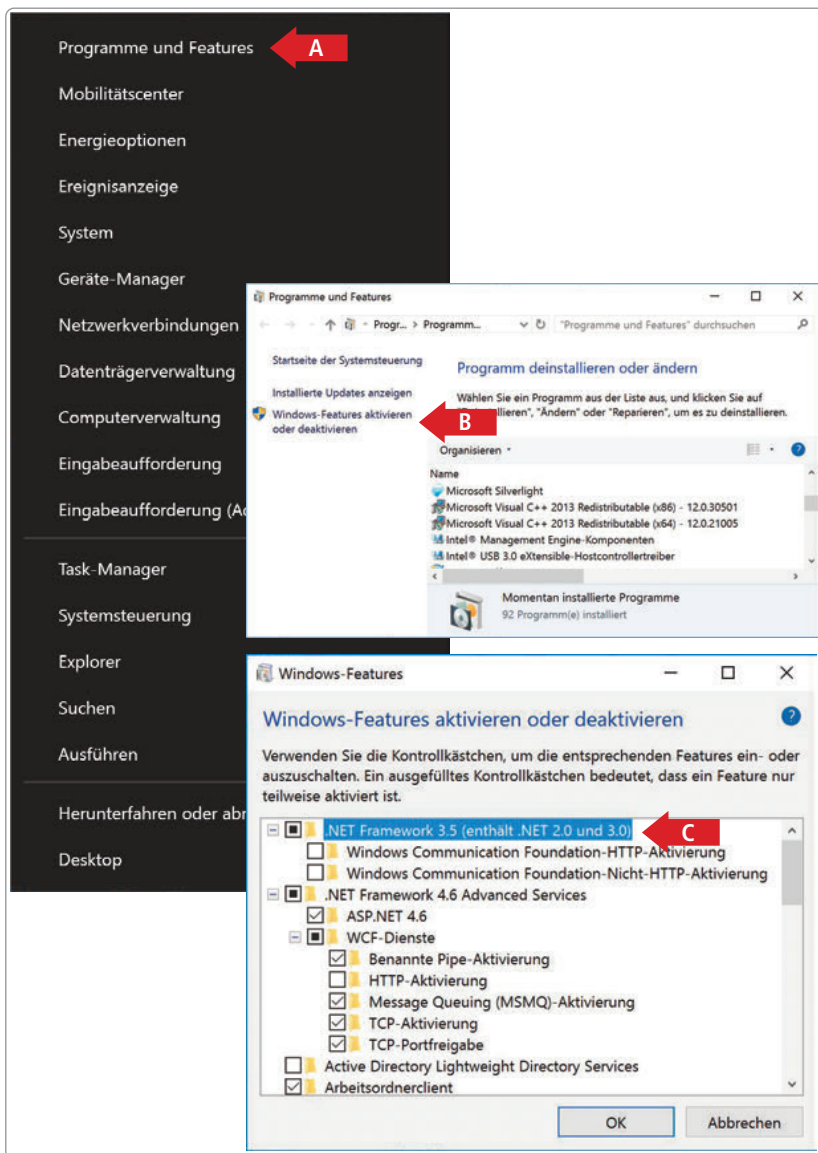 Programme und Features
A
Mobilitätscenter
Energieoptionen
Ereignisanzeige
System
Geräte-Manager
Netzwerkverbindungen
Datenträgerverwaltung
Computerverwaltung
Eingabeaufforderung
Eingabeaufforderung
Task-Manager
Systemsteuerung
Explorer
Suchen
Ausführen
Herunterfahren oder
Desktop
Programme und Features
Progr... > Programm...
"Programme und Features" durchsuchen
Startseite der Systemsteuerung
Installierte Updates anzeigen
Windows-Features aktivieren
oder deaktivieren
B
Programm deinstallieren oder ändern
Wählen Sie ein Programm aus der Liste aus, und klicken Sie auf
"Ändern" oder "Reparieren", um es zu deinstallieren.
Organisieren
Name
Microsoft Silverlight
Microsoft Visual C++ 2013 Redistributable (x86) - 12.0.30501
Microsoft Visual C++ 2013 Redistributable (x64) - 12.0.21005
Intel® Management Engine-Komponenten
Intel® USB 3.0 eXtensible-Hostcontrollertreiber
Momentan installierte Programme
92 Programm(e) installiert
Windows-Features
Windows-Features aktivieren oder deaktivieren
Verwenden Sie die Kontrollkästchen, um die entsprechenden Features ein- oder
auszuschalten. Ein ausgefülltes Kontrollkästchen bedeutet, dass ein Feature nur
teilweise aktiviert ist.
.NET Framework 3.5 (enthält .NET 2.0 und 3.0)
C
Windows Communication Foundation-HTTP-Aktivierung
Windows Communication Foundation-Nicht-HTTP-Aktivierung
.NET Framework 4.6 Advanced Services
ASP.NET 4.6
WCF-Dienste
Benannte Pipe-Aktivierung
HTTP-Aktivierung
Message Queuing (MSMQ)-Aktivierung
TCP-Aktivierung
TCP-Portfreigabe
Active Directory Lightweight Directory Services
Arbeitsordnerclient
OK
Abbrechen